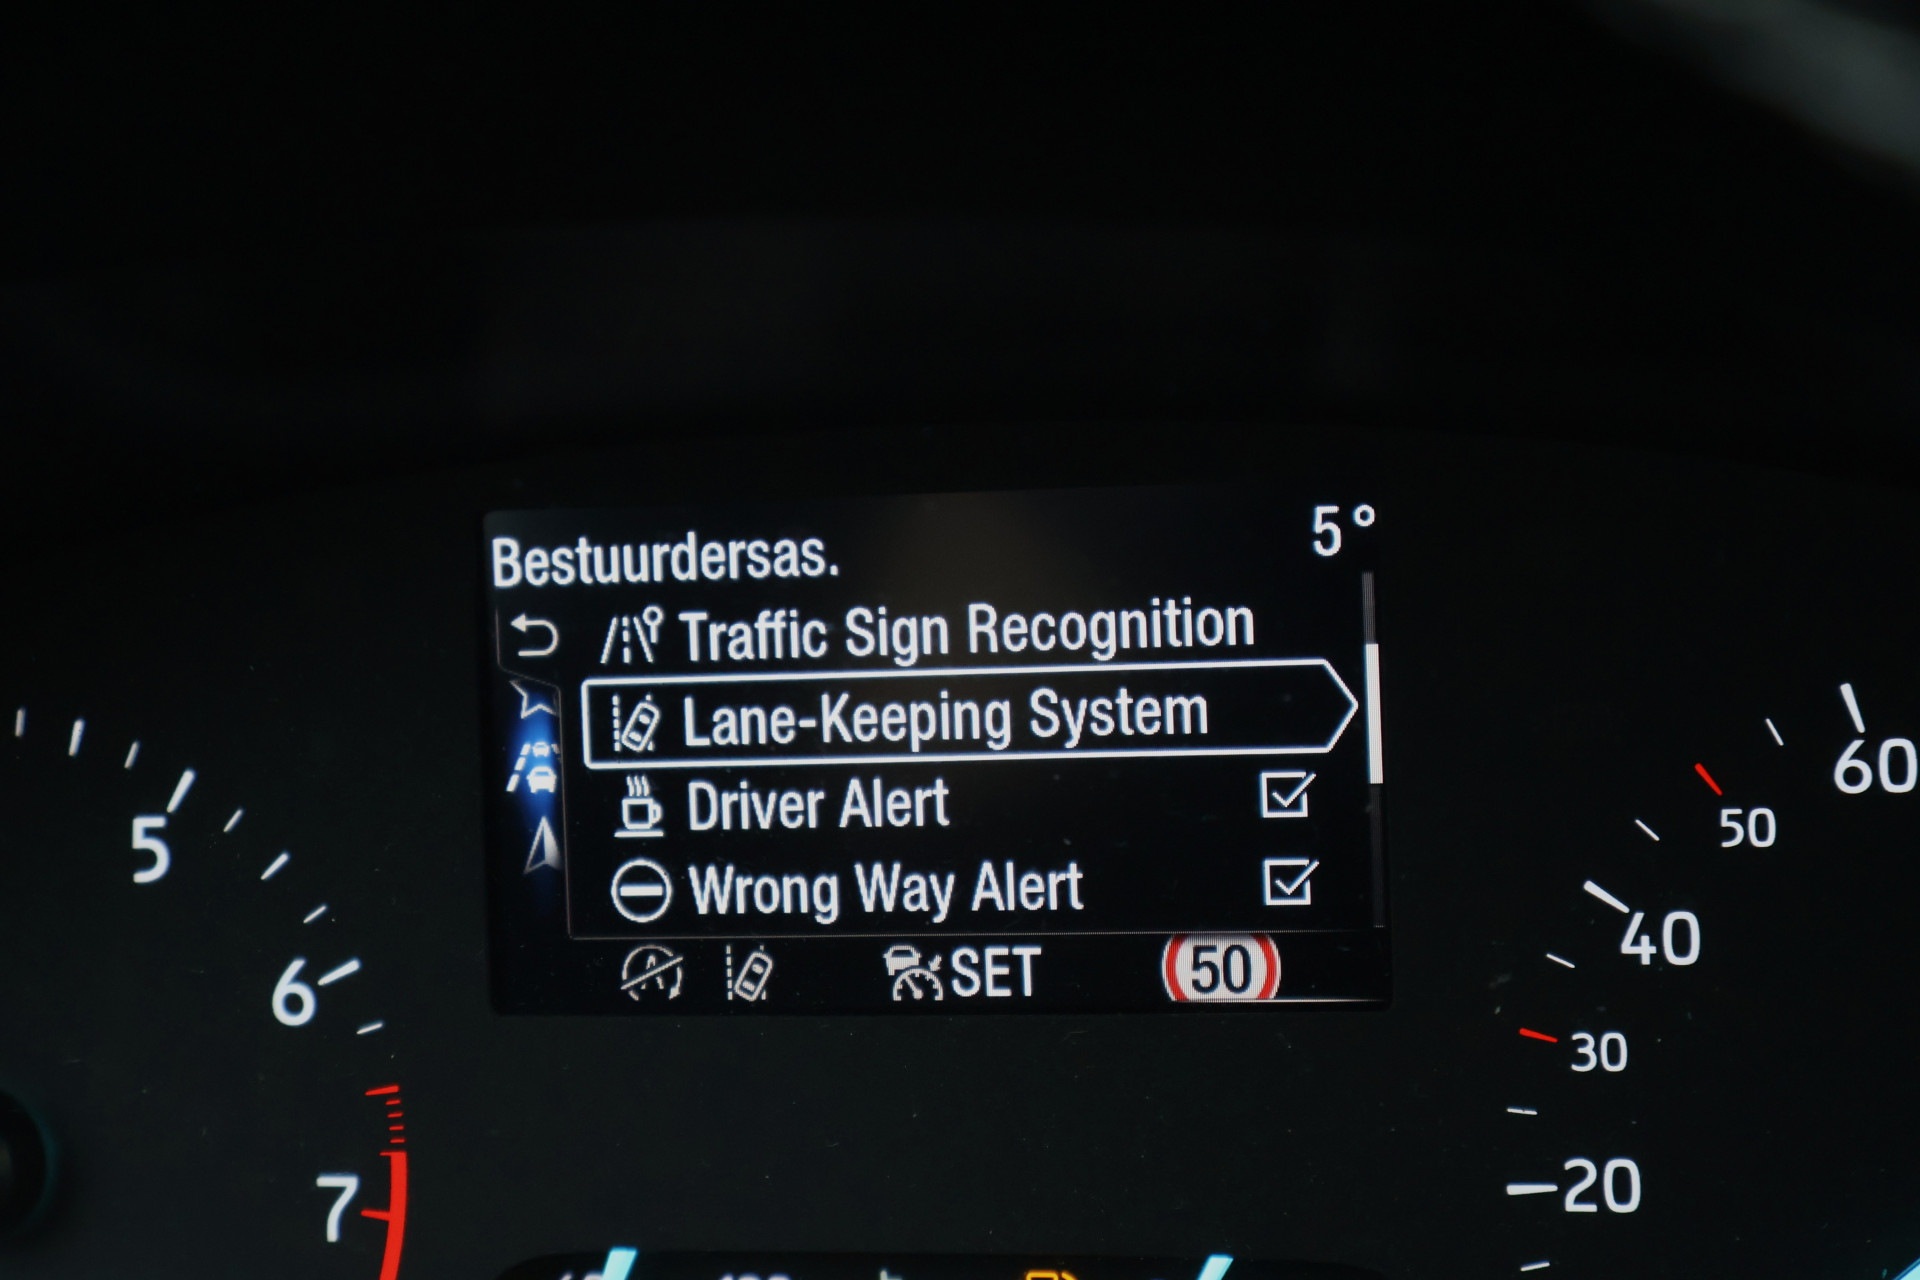 Bestuurdersas.
5°
Traffic Sign Recognition
Lane-Keeping System
Driver Alert
Wrong Way Alert
SET
50
5
6
7
60
50
40
30
20